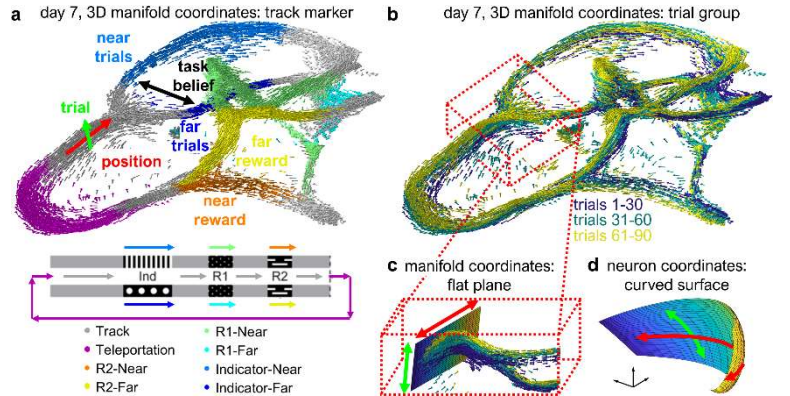 a day 7, 3D manifold coordinates: track marker
near
trials
task
belief
trial
far
trials
position
far
reward
near
reward
Ind R1 R2
Track
Teleportation
R2-Near
R2-Far
R1-Near
R1-Far
Indicator-Near
Indicator-Far
b day 7, 3D manifold coordinates: trial group
trials 1-30
trials 31-60
trials 61-90
c manifold coordinates:
flat plane
d neuron coordinates:
curved surface